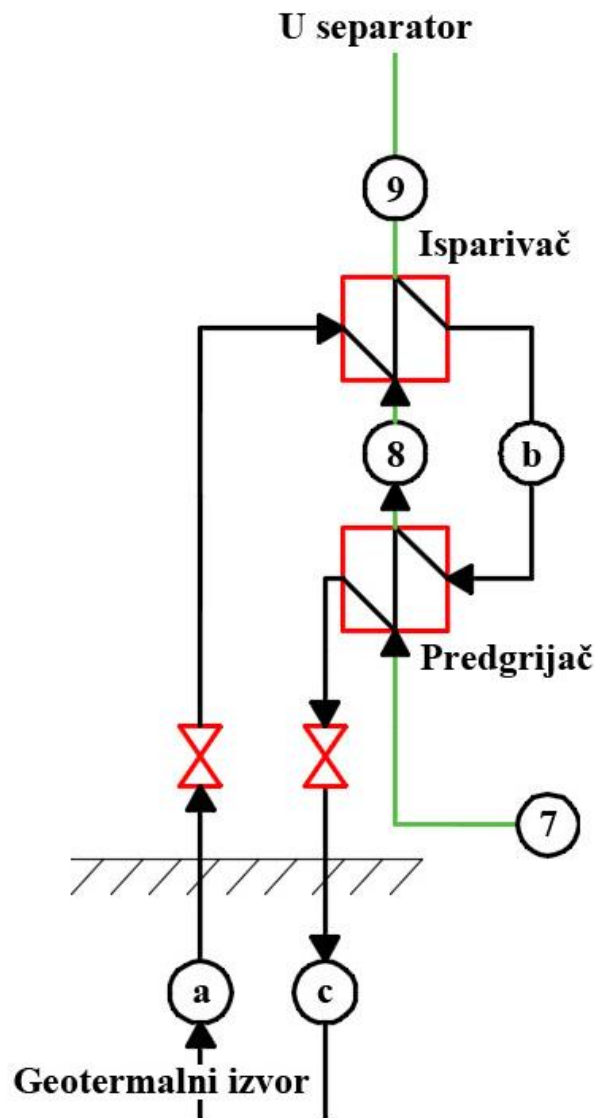 U separator
9
Isparivač
8
b
Predgrijač
7
a
c
Geotermalni izvor